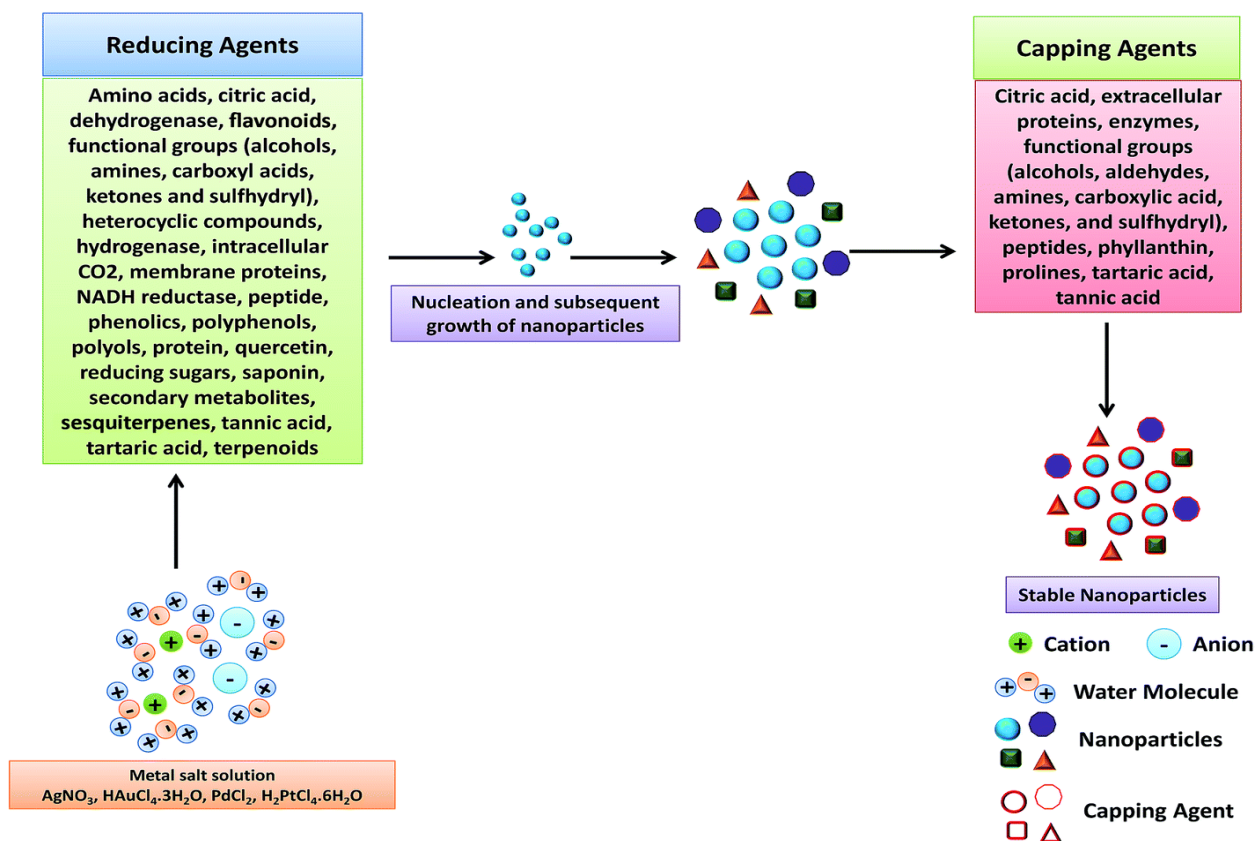 Reducing Agents
Amino acids, citric acid,
dehydrogenase, flavonoids,
functional groups (alcohols,
amines, carboxyl acids,
ketones and sulfhydryl),
heterocyclic compounds,
hydrogenase, intracellular
CO2, membrane proteins,
NADH reductase, peptide,
phenolics, polyphenols,
polyols, protein, quercetin,
reducing sugars, saponin,
secondary metabolites,
sesquiterpenes, tannic acid,
tartaric acid, terpenoids
Nucleation and subsequent
growth of nanoparticles
Capping Agents
Citric acid, extracellular
proteins, enzymes,
functional groups
(alcohols, aldehydes,
amines, carboxylic acid,
ketones, and sulfhydryl),
peptides, phyllanthin,
prolines, tartaric acid,
tannic acid
Metal salt solution
AgNO₃, HAuCl₄.3H₂O, PdCl₂, H₂PtCl₄.6H₂O
Stable Nanoparticles
+ Cation - Anion
+ - + Water Molecule
Nanoparticles
Capping Agent